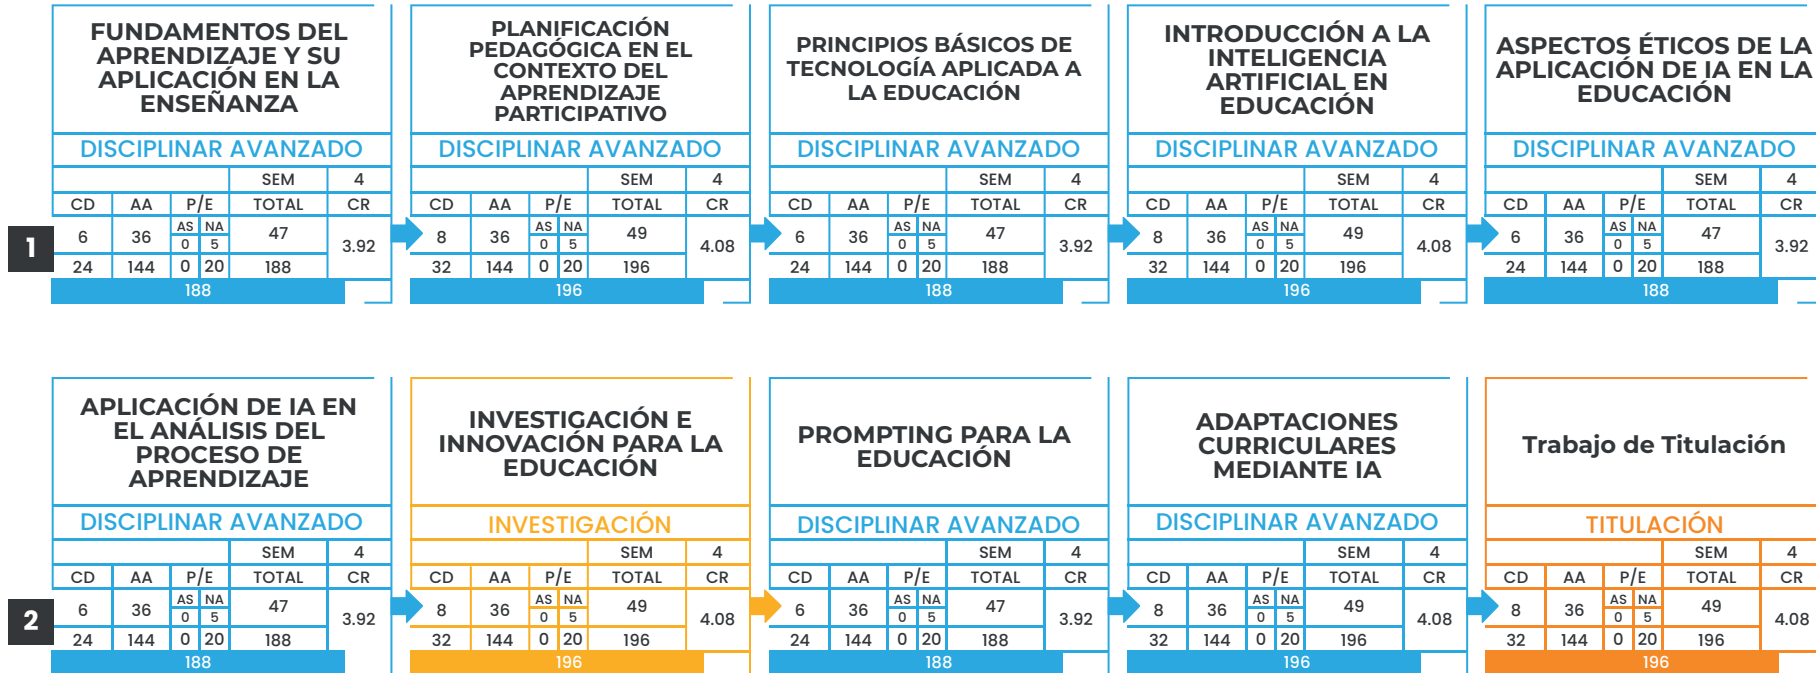 FUNDAMENTOS DEL
APRENDIZAJE Y SU
APLICACIÓN EN LA
ENSEÑANZA
DISCIPLINAR AVANZADO
SEM 4
CD AA P/E TOTAL CR
1
6 36 AS NA 47 3.92
0 5
24 144 0 20 188
188
PLANIFICACIÓN
PEDAGÓGICA EN EL
CONTEXTO DEL
APRENDIZAJE
PARTICIPATIVO
DISCIPLINAR AVANZADO
SEM 4
CD AA P/E TOTAL CR
8 36 AS NA 49 4.08
0 5
32 144 0 20 196
196
PRINCIPIOS BÁSICOS DE
TECNOLOGÍA APLICADA A
LA EDUCACIÓN
DISCIPLINAR AVANZADO
SEM 4
CD AA P/E TOTAL CR
6 36 AS NA 47 3.92
0 5
24 144 0 20 188
188
INTRODUCCIÓN A LA
INTELIGENCIA
ARTIFICIAL EN
EDUCACIÓN
DISCIPLINAR AVANZADO
SEM 4
CD AA P/E TOTAL CR
8 36 AS NA 49 4.08
0 5
32 144 0 20 196
196
ASPECTOS ÉTICOS DE LA
APLICACIÓN DE IA EN LA
EDUCACIÓN
DISCIPLINAR AVANZADO
SEM 4
CD AA P/E TOTAL CR
6 36 AS NA 47 3.92
0 5
24 144 0 20 188
188
APLICACIÓN DE IA EN
EL ANÁLISIS DEL
PROCESO DE
APRENDIZAJE
DISCIPLINAR AVANZADO
SEM 4
CD AA P/E TOTAL CR
2
6 36 AS NA 47 3.92
0 5
24 144 0 20 188
188
INVESTIGACIÓN E
INNOVACIÓN PARA LA
EDUCACIÓN
INVESTIGACIÓN
SEM 4
CD AA P/E TOTAL CR
8 36 AS NA 49 4.08
0 5
32 144 0 20 196
196
PROMPTING PARA LA
EDUCACIÓN
DISCIPLINAR AVANZADO
SEM 4
CD AA P/E TOTAL CR
6 36 AS NA 47 3.92
0 5
24 144 0 20 188
188
ADAPTACIONES
CURRICULARES
MEDIANTE IA
DISCIPLINAR AVANZADO
SEM 4
CD AA P/E TOTAL CR
8 36 AS NA 49 4.08
0 5
32 144 0 20 196
196
Trabajo de Titulación
TITULACIÓN
SEM 4
CD AA P/E TOTAL CR
8 36 AS NA 49 4.08
0 5
32 144 0 20 196
196